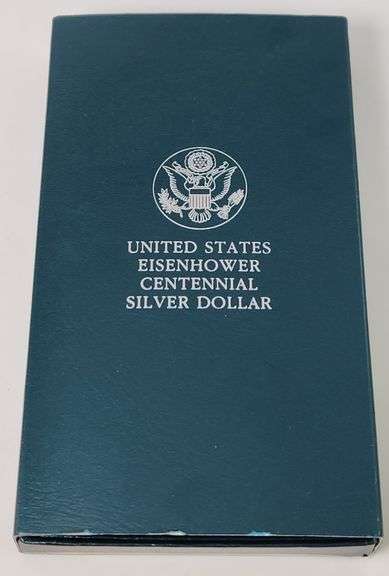 UNITED STATES
EISENHOWER
CENTENNIAL
SILVER DOLLAR